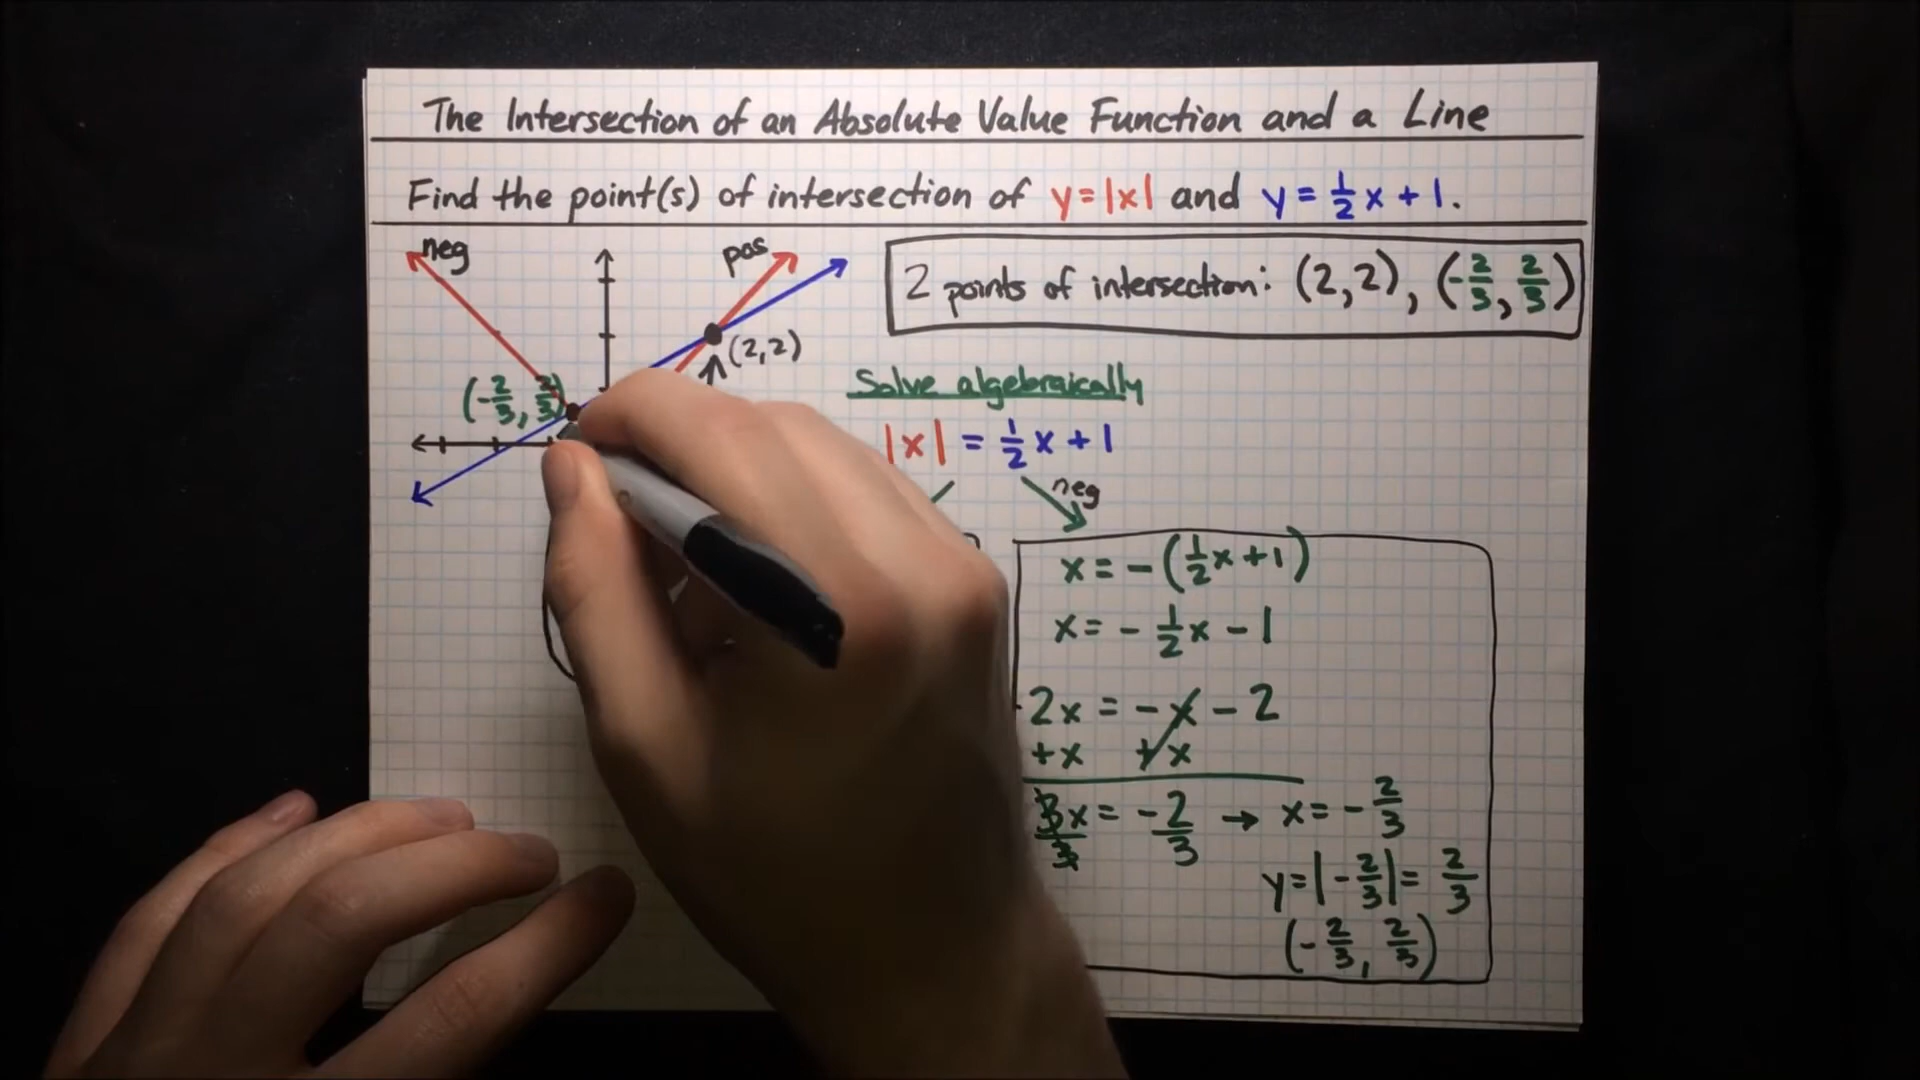 The Intersection of an Absolute Value Function and a Line
Find the point(s) of intersection of y=|x| and y=1/2x+1.
neg
pos
2 points of intersection: (2,2), (-2/3, 2/3)
(2,2)
(-2/3, 2/3)
Solve algebraically
|x| = 1/2x+1
neg
x=-(1/2x+1)
x=-1/2x-1
2x=-x-2
+x +x
3x/3=-2/3 → x=-2/3
y=|-2/3|=2/3
(-2/3, 2/3)